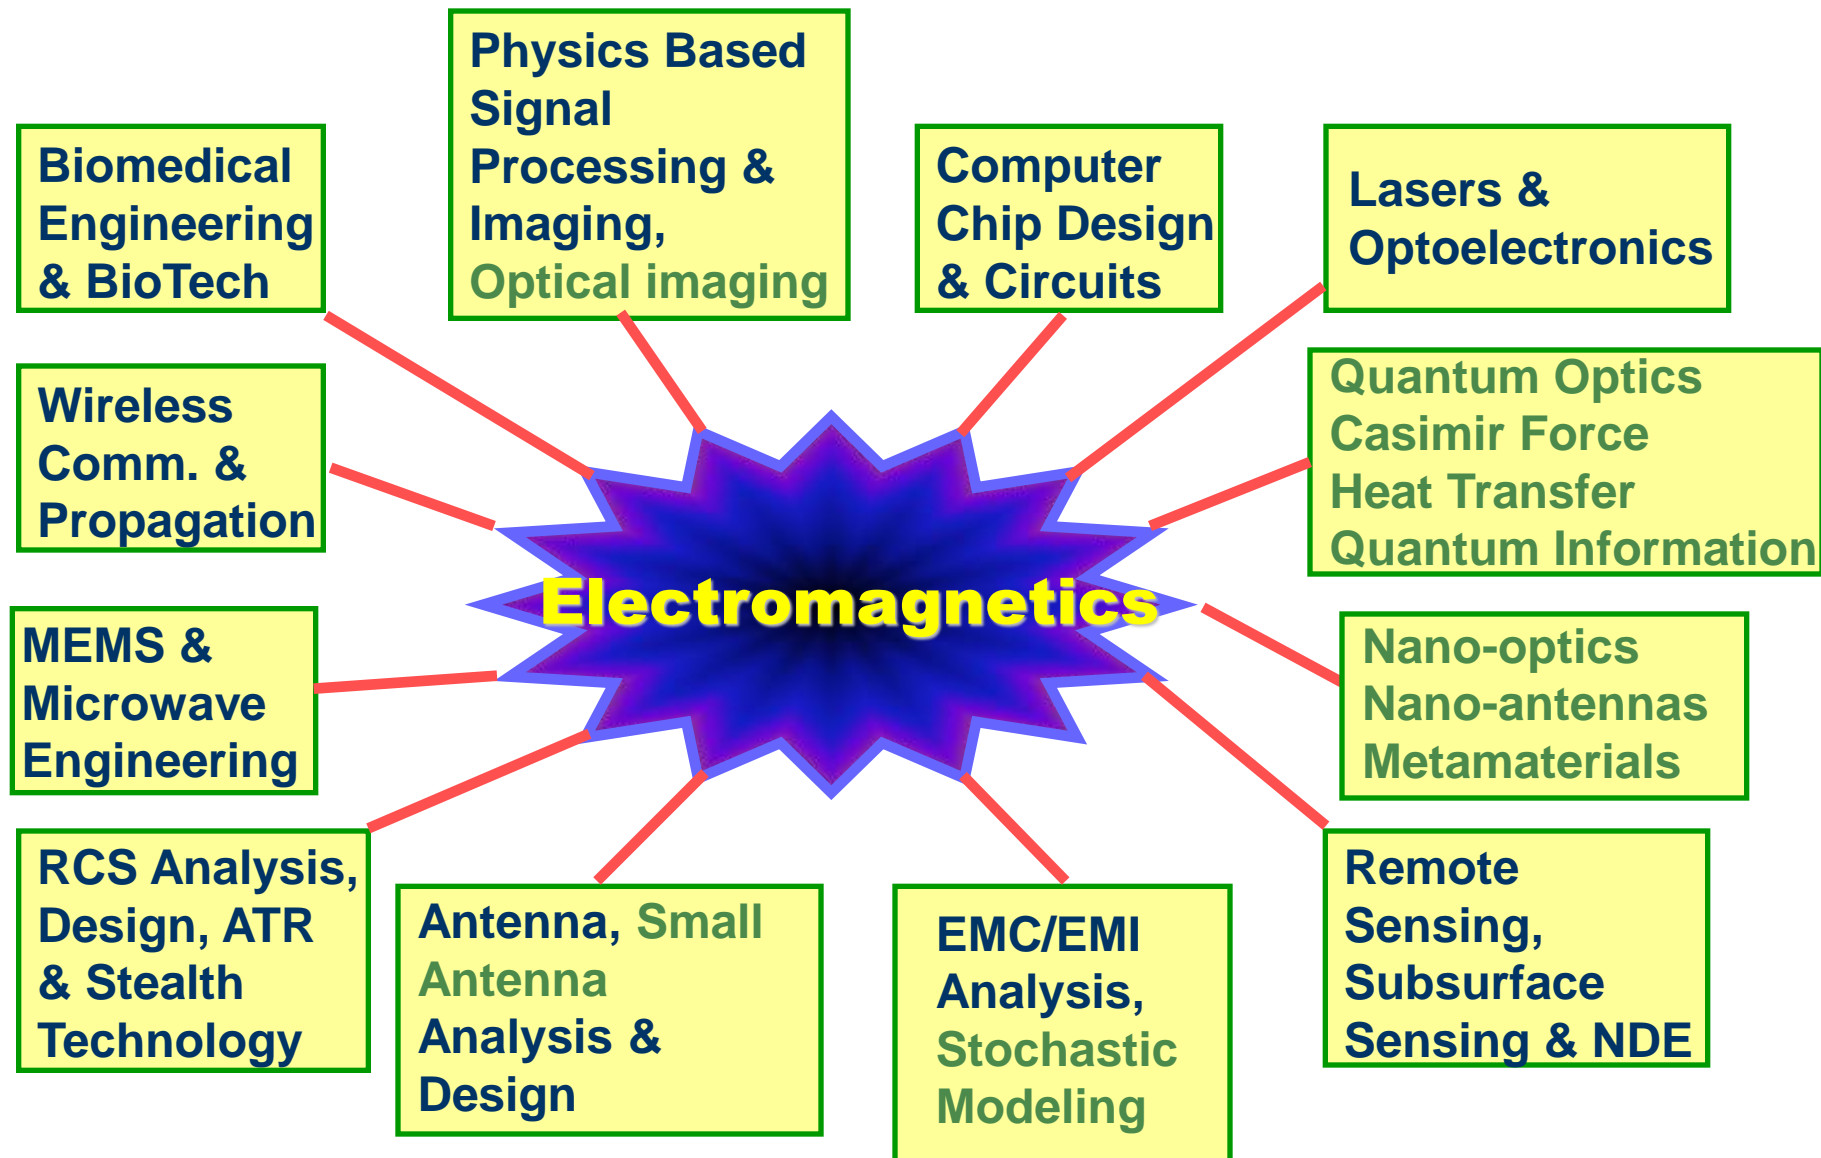 Physics Based
Signal
Processing &
Imaging,
Optical imaging
Biomedical
Engineering
& BioTech
Computer
Chip Design
& Circuits
Lasers &
Optoelectronics
Wireless
Comm. &
Propagation
Quantum Optics
Casimir Force
Heat Transfer
Quantum Information
Electromagnetics
MEMS &
Microwave
Engineering
Nano-optics
Nano-antennas
Metamaterials
RCS Analysis,
Design, ATR
& Stealth
Technology
Antenna, Small
Antenna
Analysis &
Design
EMC/EMI
Analysis,
Stochastic
Modeling
Remote
Sensing,
Subsurface
Sensing & NDE